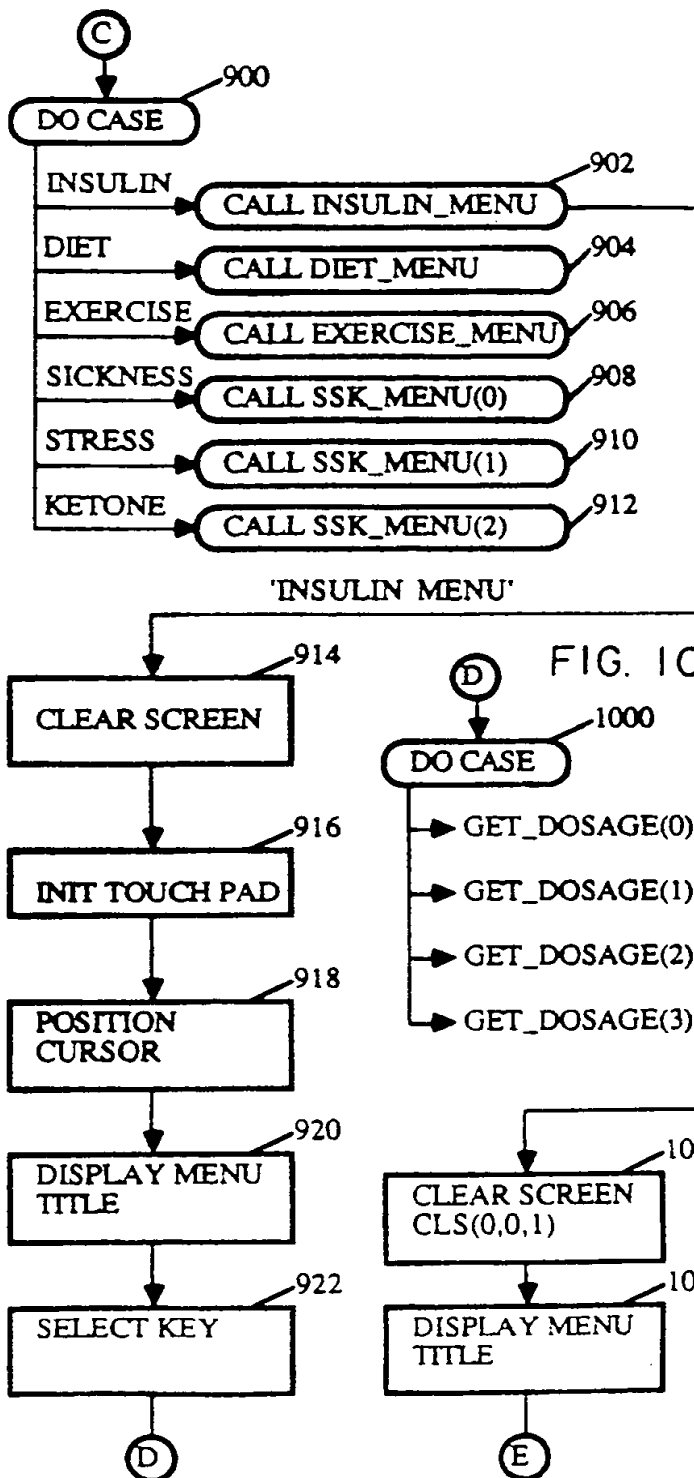 C
900
DO CASE
INSULIN
902
CALL INSULIN_MENU
DIET
904
CALL DIET_MENU
EXERCISE
906
CALL EXERCISE_MENU
SICKNESS
908
CALL SSK_MENU(0)
STRESS
910
CALL SSK_MENU(1)
KETONE
912
CALL SSK_MENU(2)
'INSULIN MENU'
914
CLEAR SCREEN
916
INIT TOUCH PAD
918
POSITION
CURSOR
920
DISPLAY MENU
TITLE
922
SELECT KEY
D
FIG. 10
D
1000
DO CASE
GET_DOSAGE(0)
GET_DOSAGE(1)
GET_DOSAGE(2)
GET_DOSAGE(3)
10
CLEAR SCREEN
CLS(0,0,1)
10
DISPLAY MENU
TITLE
E